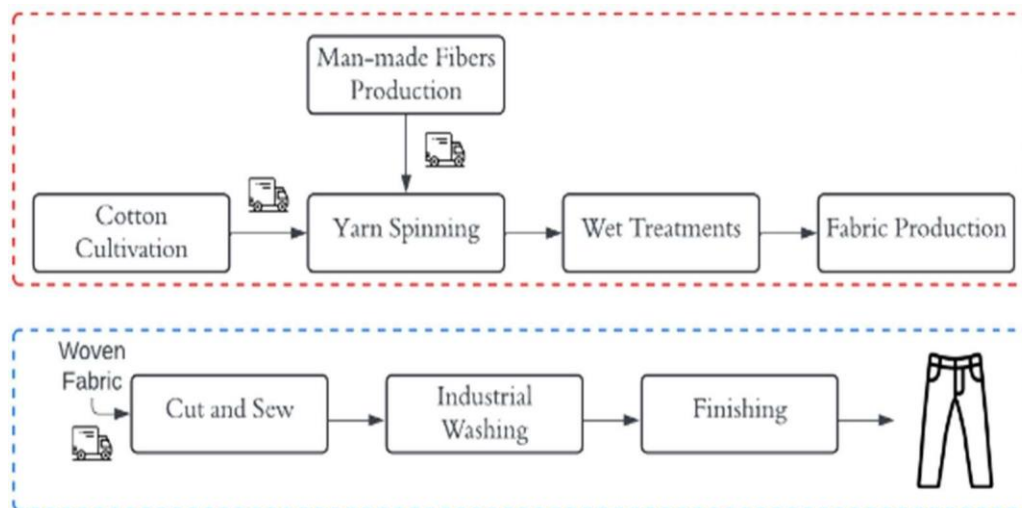 Man-made Fibers
Production
Cotton
Cultivation
Yarn Spinning
Wet Treatments
Fabric Production
Woven
Fabric
Cut and Sew
Industrial
Washing
Finishing